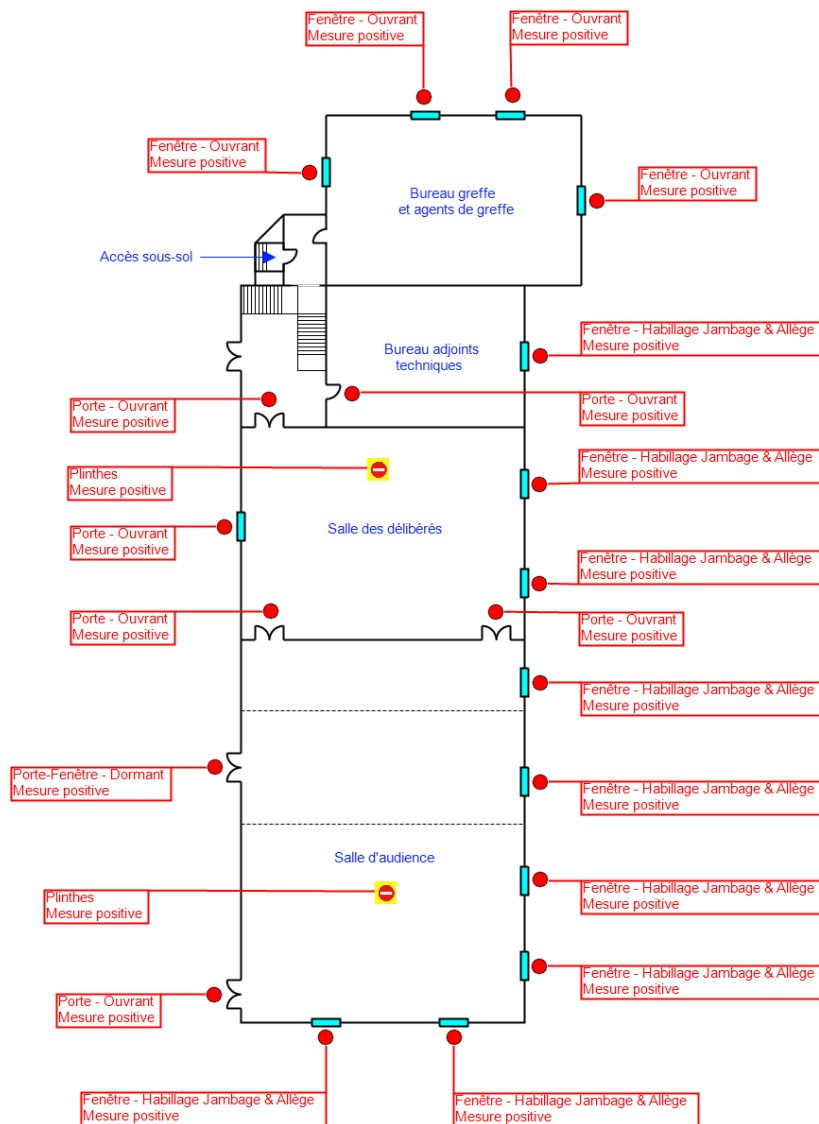 Fenêtre - Ouvrant
Mesure positive
Fenêtre - Ouvrant
Mesure positive
Fenêtre - Ouvrant
Mesure positive
Fenêtre - Ouvrant
Mesure positive
Bureau greffe
et agents de greffe
Accès sous-sol
Fenêtre - Habillage Jambage & Allège
Mesure positive
Bureau adjoints
techniques
Porte - Ouvrant
Mesure positive
Porte - Ouvrant
Mesure positive
Fenêtre - Habillage Jambage & Allège
Mesure positive
Plinthes
Mesure positive
Salle des délibérés
Porte - Ouvrant
Mesure positive
Fenêtre - Habillage Jambage & Allège
Mesure positive
Porte - Ouvrant
Mesure positive
Porte - Ouvrant
Mesure positive
Fenêtre - Habillage Jambage & Allège
Mesure positive
Porte-Fenêtre - Dormant
Mesure positive
Fenêtre - Habillage Jambage & Allège
Mesure positive
Salle d'audience
Fenêtre - Habillage Jambage & Allège
Mesure positive
Plinthes
Mesure positive
Fenêtre - Habillage Jambage & Allège
Mesure positive
Porte - Ouvrant
Mesure positive
Fenêtre - Habillage Jambage & Allège
Mesure positive
Fenêtre - Habillage Jambage & Allège
Mesure positive